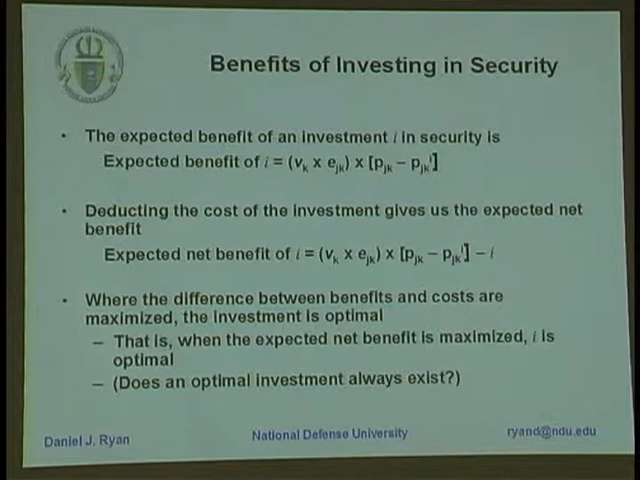 Benefits of Investing in Security
• The expected benefit of an investment i in security is
Expected benefit of i = (vₖ x eⱼₖ) x [pⱼₖ – pⱼₖⁱ]
• Deducting the cost of the investment gives us the expected net
benefit
Expected net benefit of i = (vₖ x eⱼₖ) x [pⱼₖ – pⱼₖⁱ] – i
• Where the difference between benefits and costs are
maximized, the investment is optimal
– That is, when the expected net benefit is maximized, i is
optimal
– (Does an optimal investment always exist?)
Daniel J. Ryan
National Defense University
ryand@ndu.edu